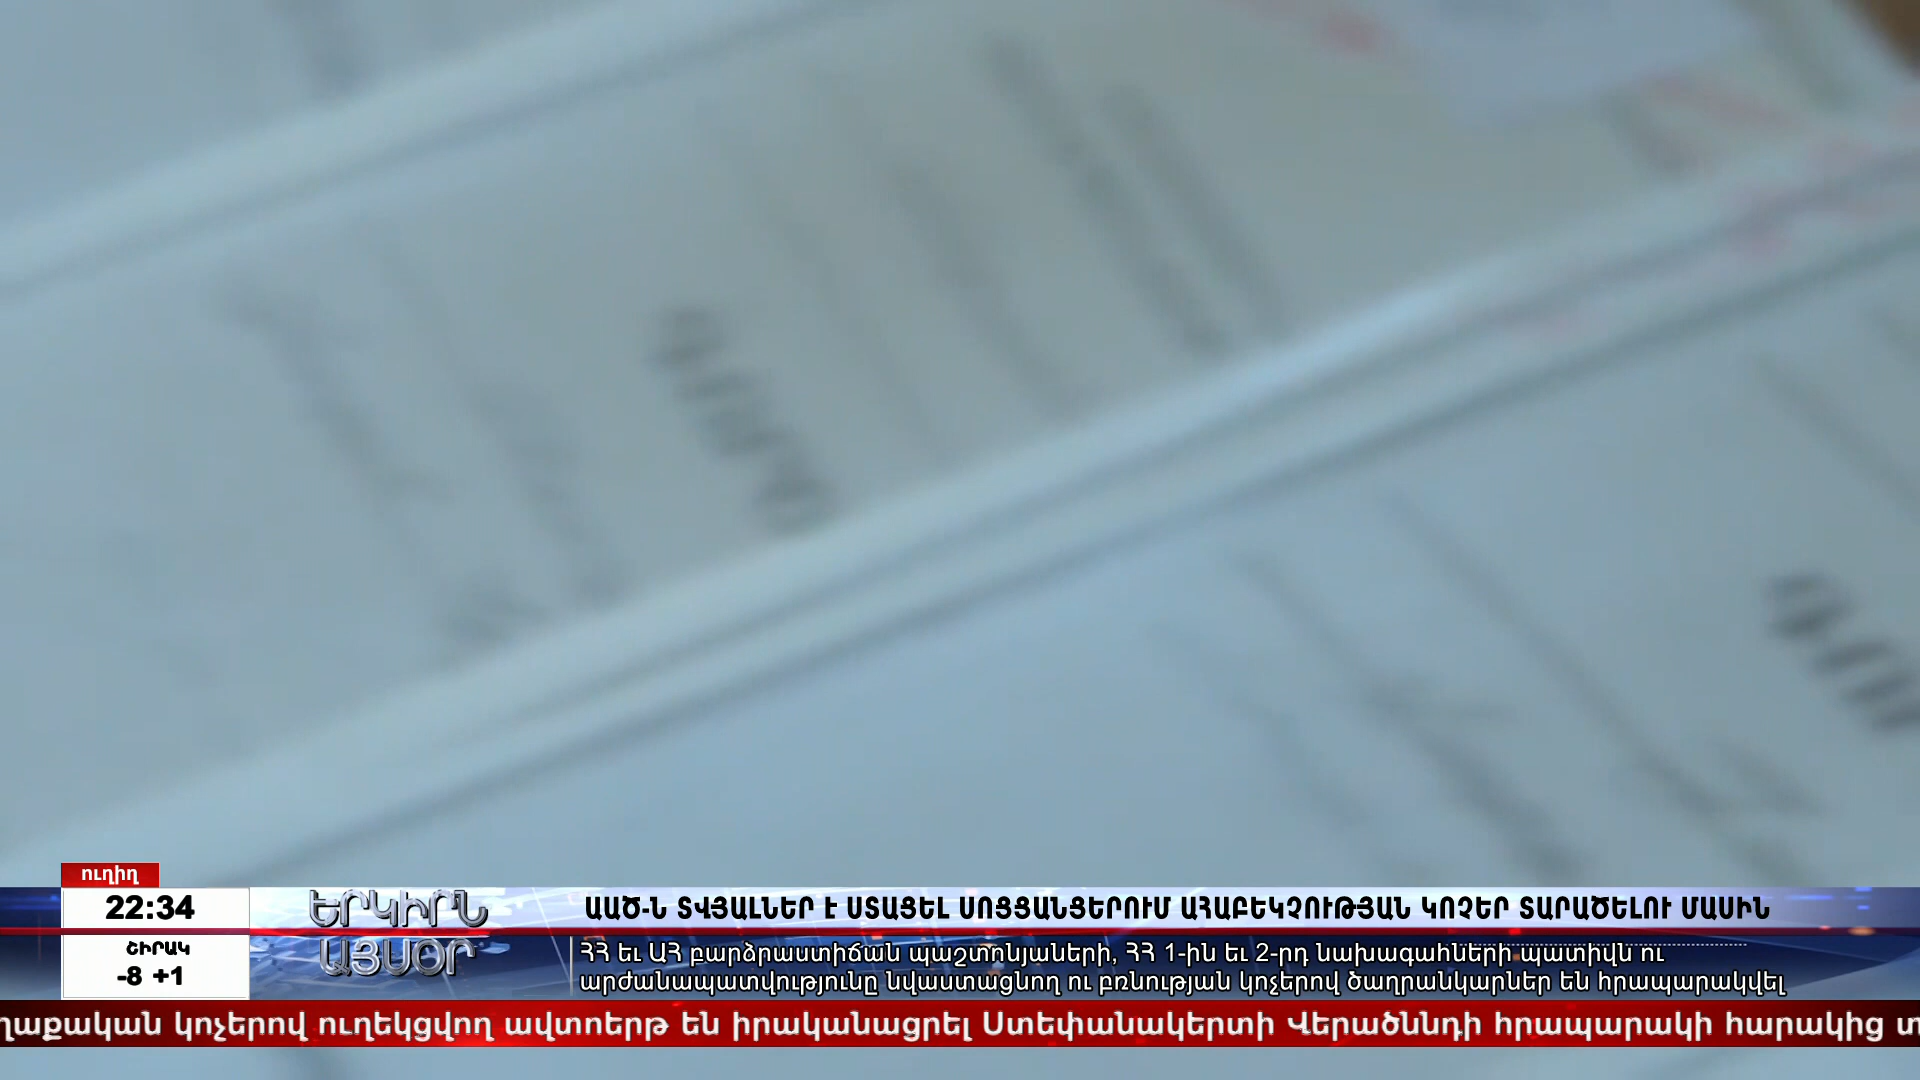 ուղիղ
22:34
ՇԻՐԱԿ
-8 +1
ԵՐԿԻՐՆ
ԱՅՍՕՐ
ԱԱԾ-Ն ՏՎՅԱԼՆԵՐ Է ՍՏԱՑԵԼ ՍՈՑՑԱՆՑԵՐՈՒՄ ԱՀԱԲԵԿՉՈՒԹՅԱՆ ԿՈՉԵՐ ՏԱՐԱԾԵԼՈՒ ՄԱՍԻՆ
ՀՀ եւ ԱՀ բարձրաստիճան պաշտոնյաների, ՀՀ 1-ին եւ 2-րդ նախագահների պատիվն ու
արժանապատվությունը նվաստացնող ու բռնության կոչերով ծաղրանկարներ են հրապարակվել
ղաքական կոչերով ուղեկցվող ավտոերթ են իրականացրել Ստեփանակերտի Վերածննդի հրապարակի հարակից